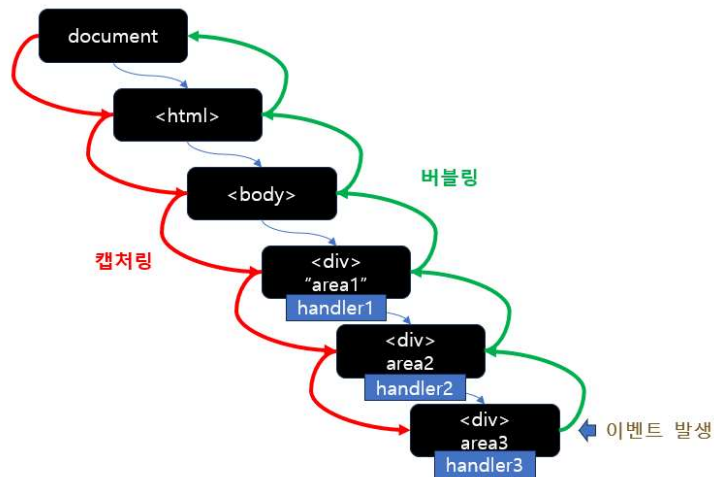 document
<html>
버블링
<body>
캡처링
<div>
"area1"
handler1
<div>
area2
handler2
<div>
area3
이벤트 발생
handler3